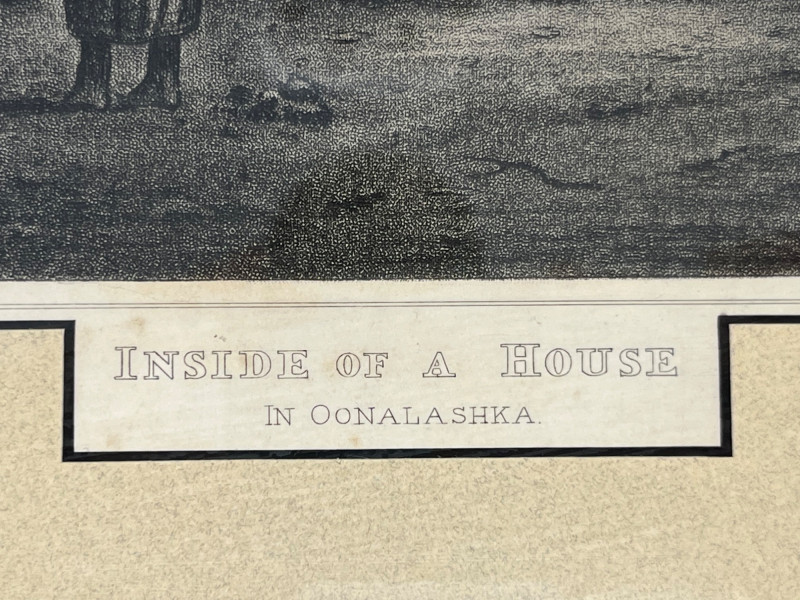 INSIDE OF A HOUSE
IN OONALASHKA.